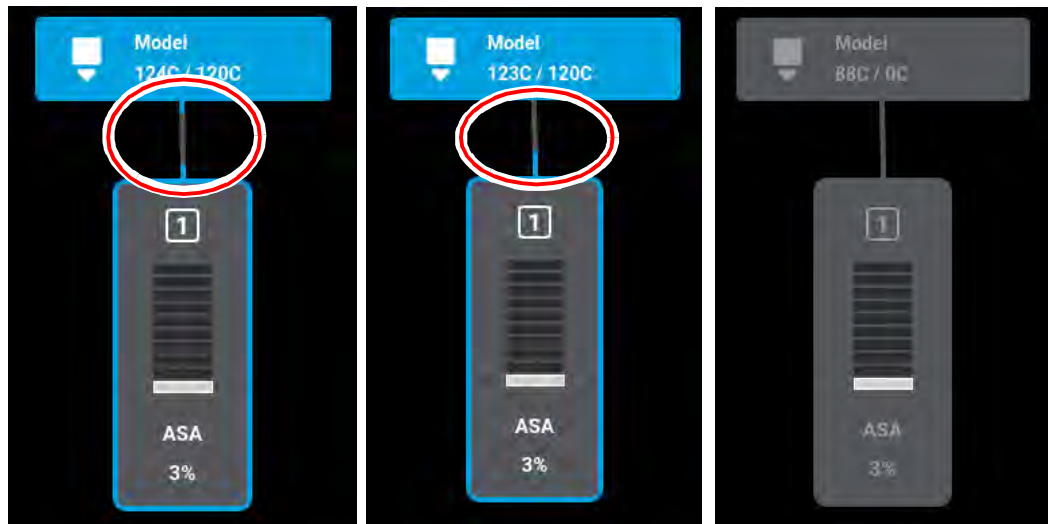 Model
124C / 120C
1
ASA
3%
Model
123C / 120C
1
ASA
3%
Model
88C / 0C
1
ASA
3%